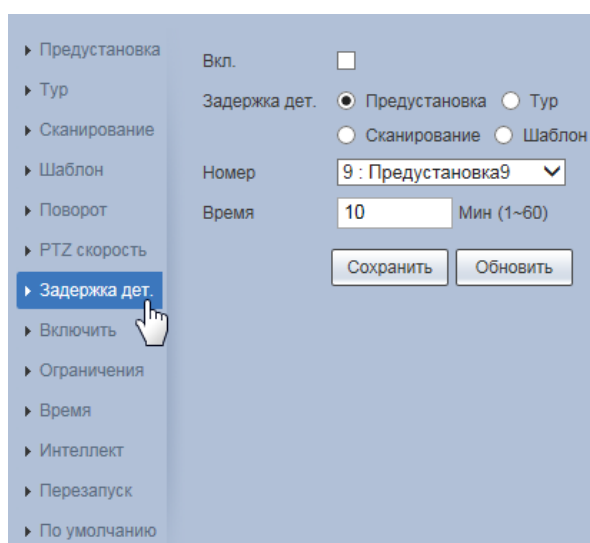 Предустановка
Тур
Сканирование
Шаблон
Поворот
PTZ скорость
Задержка дет.
Включить
Ограничения
Время
Интеллект
Перезапуск
По умолчанию
Вкл.
Задержка дет. Предустановка Тур
Сканирование Шаблон
Номер 9 : Предустановка9
Время 10 Мин (1~60)
Сохранить Обновить